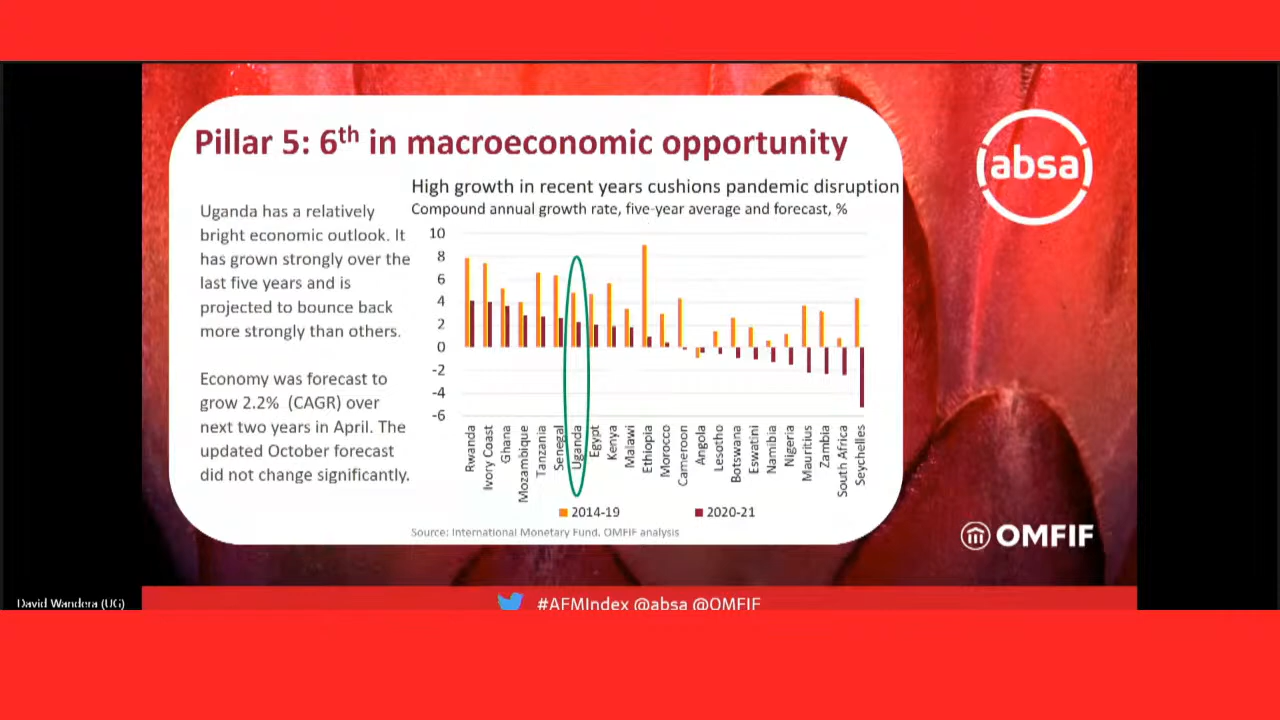 Pillar 5: 6th in macroeconomic opportunity
absa
High growth in recent years cushions pandemic disruption
Compound annual growth rate, five-year average and forecast, %
Uganda has a relatively
bright economic outlook. It
has grown strongly over the
last five years and is
projected to bounce back
more strongly than others.
Economy was forecast to
grow 2.2% (CAGR) over
next two years in April. The
updated October forecast
did not change significantly.
10
8
6
4
2
0
-2
-4
-6
Rwanda
Ivory Coast
Ghana
Mozambique
Tanzania
Senegal
Uganda
Egypt
Kenya
Malawi
Ethiopia
Morocco
Cameroon
Angola
Lesotho
Botswana
Eswatini
Namibia
Nigeria
Mauritius
Zambia
South Africa
Seychelles
2014-19
2020-21
Source: International Monetary Fund, OMFIF analysis
OMFIF
David Wandera (UG)
#AFMIndex @absa @OMFIF